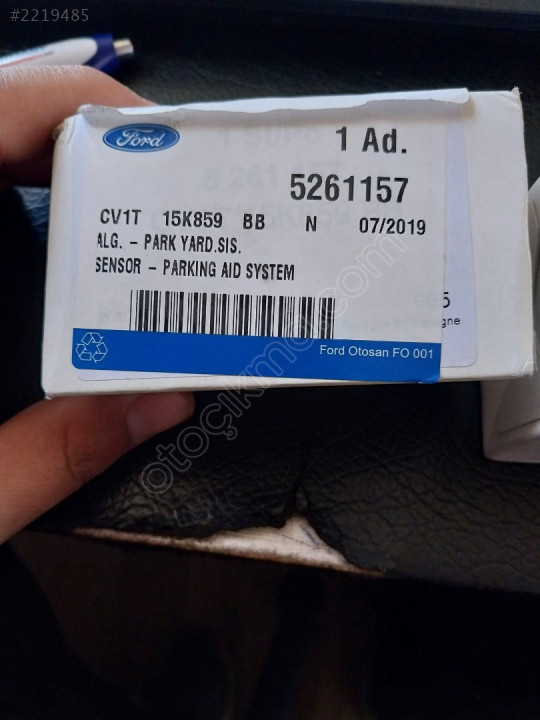 #2219485
Ford
1 Ad.
5261157
CV1T 15K859 BB N 07/2019
ALG. - PARK YARD.SIS.
SENSOR - PARKING AID SYSTEM
Ford Otosan FO 001
otoçıkma.com